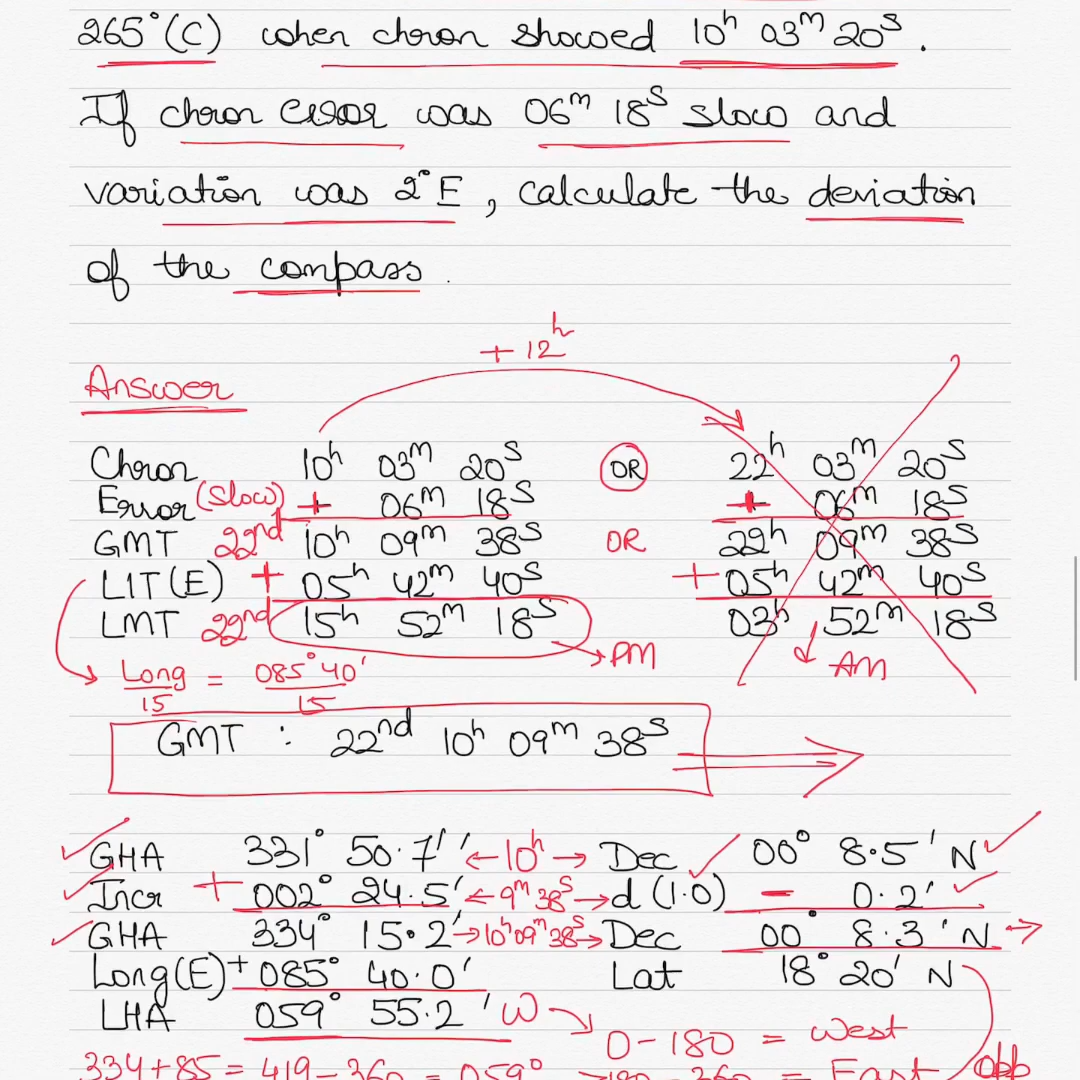 265°(C) when chron showed 10h 03m 20s.
If chron error was 06m 18s slow and
variation was 2°E, calculate the deviation
of the compass.
+12h
Answer
Chron 10h 03m 20s OR 22h 03m 20s
Error (Slow) + 06m 18s + 06m 18s
GMT 22nd 10h 09m 38s OR 22h 09m 38s
LIT(E) + 05h 42m 40s + 05h 42m 40s
LMT 22nd 15h 52m 18s 03h 52m 18s
PM AM
Long/15 = 085°40'/15
GMT : 22nd 10h 09m 38s
GHA 331° 50.7' ←10h→ Dec 00° 8.5' N
Incr + 002° 24.5' ←9m 38s→ d (1.0) - 0.2'
GHA 334° 15.2' →10h09m38s→ Dec 00° 8.3' N
Long(E) + 085° 40.0' Lat 18° 20' N
LHA 059° 55.2' W
0-180 = West
334+85 = 419-360 = 059° 180-360 = East opp